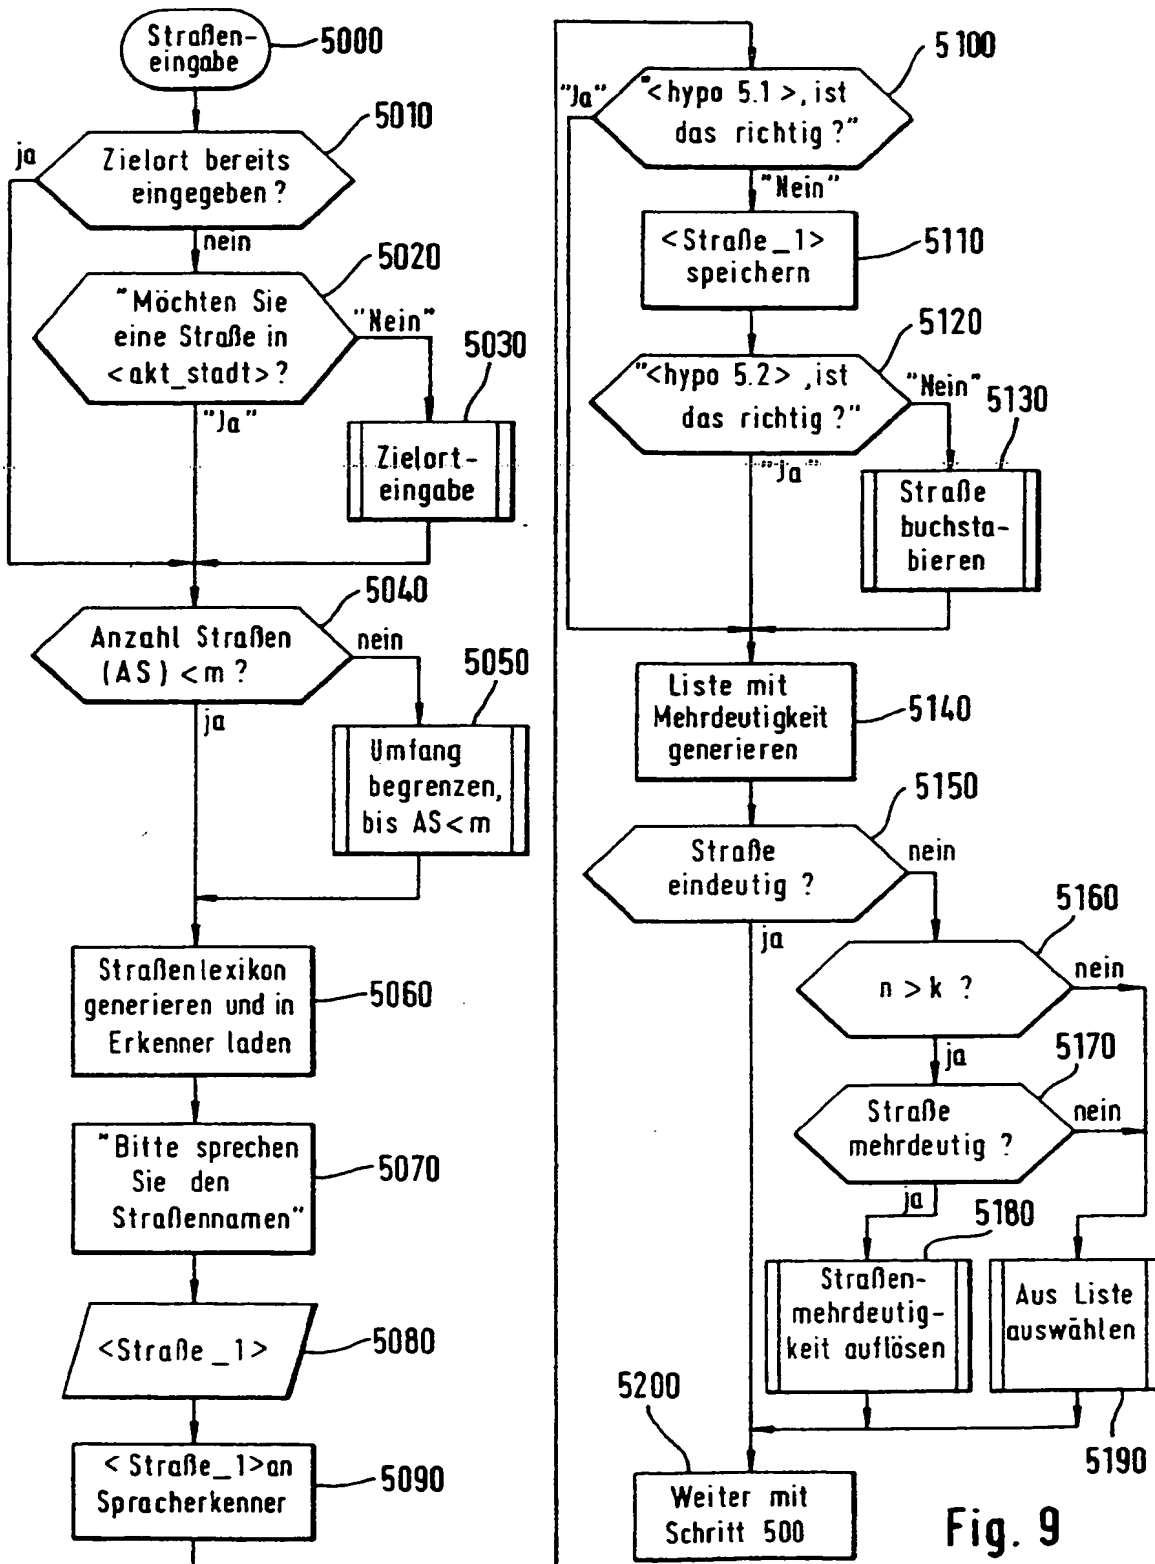 Straßen-
eingabe
5000
5010
ja
Zielort bereits
eingegeben ?
nein
5020
"Möchten Sie
eine Straße in
<akt_stadt> ?
"Nein"
5030
"Ja"
Zielort-
eingabe
5040
Anzahl Straßen
(AS) < m ?
nein
5050
ja
Umfang
begrenzen,
bis AS < m
Straßenlexikon
generieren und in
Erkenner laden
5060
"Bitte sprechen
Sie den
Straßennamen"
5070
<Straße_1>
5080
<Straße_1> an
Spracherkenner
5090
5100
"Ja"
"<hypo 5.1>, ist
das richtig ?"
"Nein"
<Straße_1>
speichern
5110
5120
"<hypo 5.2> , ist
das richtig ?"
"Nein"
5130
"Ja"
Straße
buchsta-
bieren
Liste mit
Mehrdeutigkeit
generieren
5140
5150
Straße
eindeutig ?
nein
5160
ja
n > k ?
nein
ja
5170
Straße
mehrdeutig ?
nein
ja
5180
Straßen-
mehrdeutig-
keit auflösen
Aus Liste
auswählen
5190
5200
Weiter mit
Schritt 500
Fig. 9